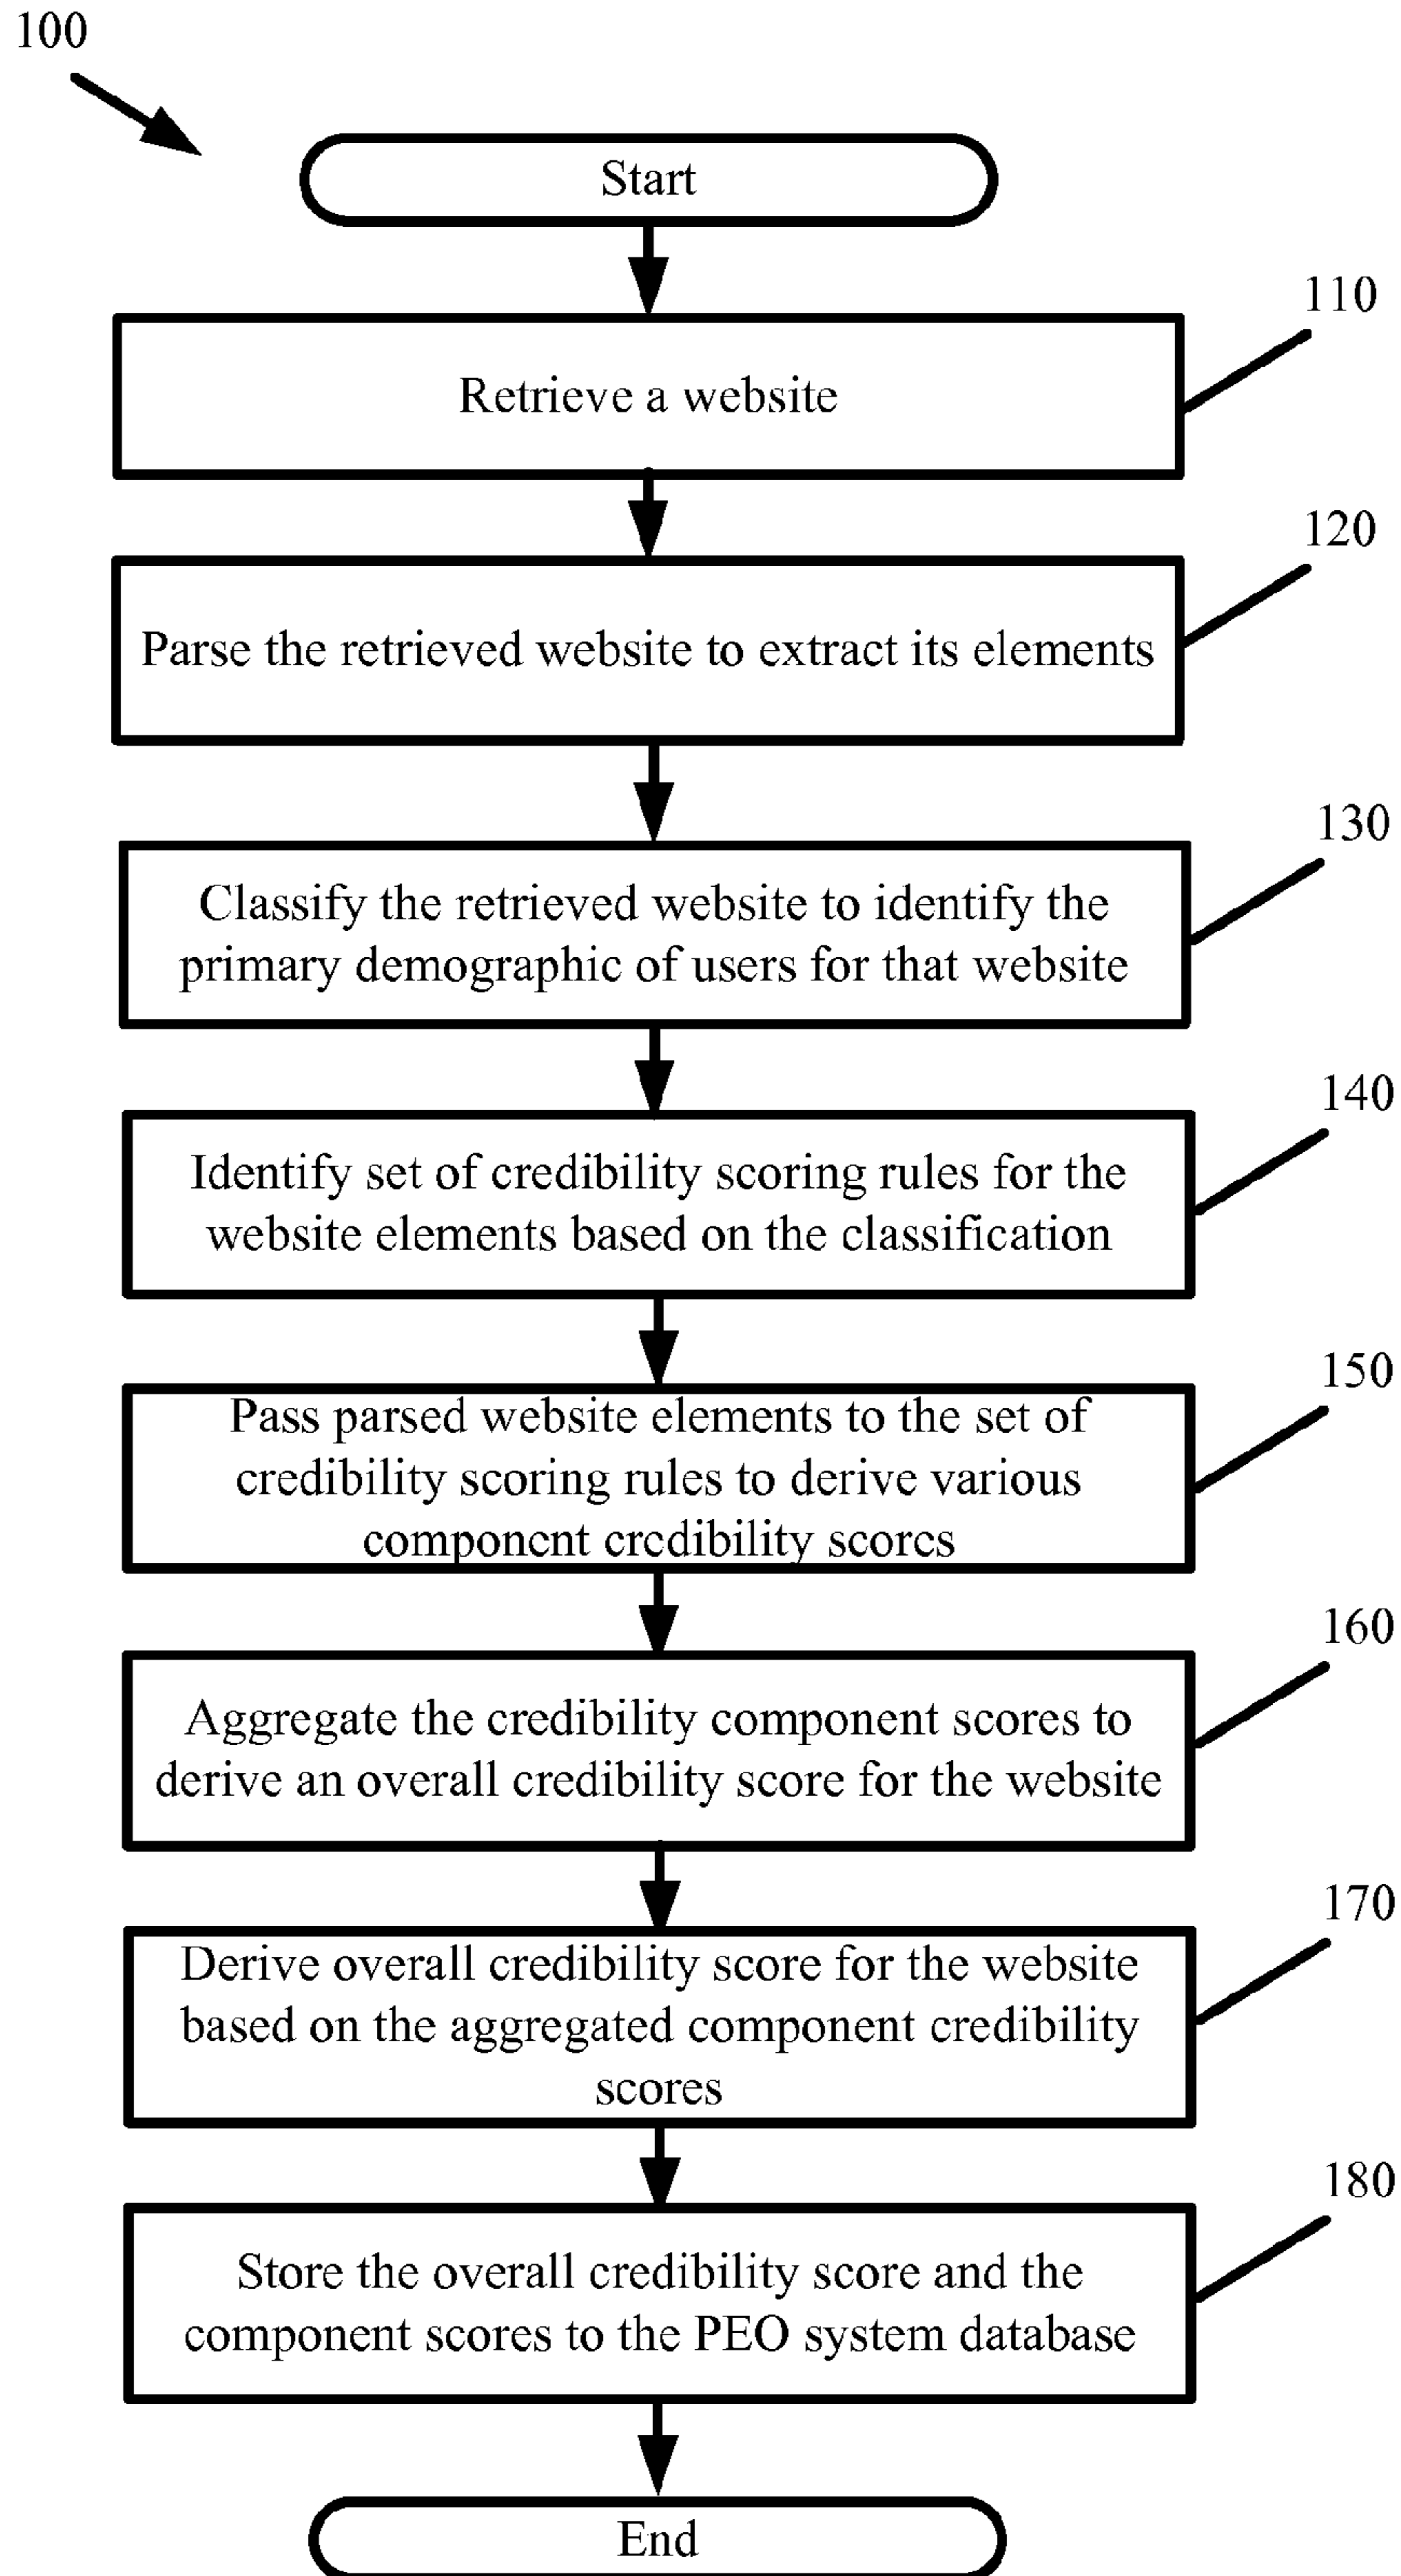 100
Start
110
Retrieve a website
120
Parse the retrieved website to extract its elements
130
Classify the retrieved website to identify the
primary demographic of users for that website
140
Identify set of credibility scoring rules for the
website elements based on the classification
150
Pass parsed website elements to the set of
credibility scoring rules to derive various
component credibility scores
160
Aggregate the credibility component scores to
derive an overall credibility score for the website
170
Derive overall credibility score for the website
based on the aggregated component credibility
scores
180
Store the overall credibility score and the
component scores to the PEO system database
End